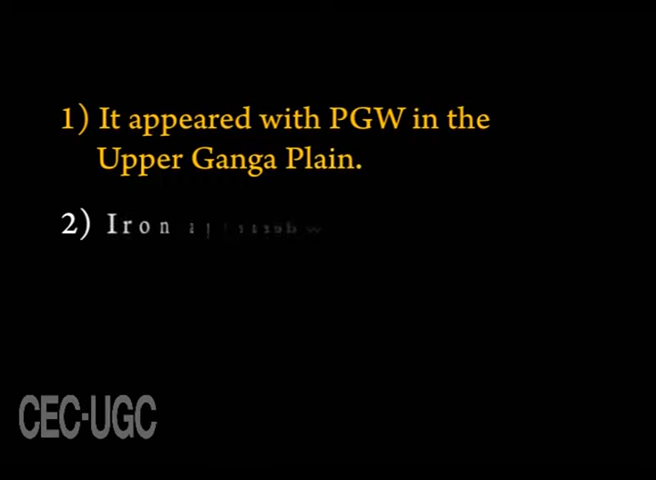 1) It appeared with PGW in the
Upper Ganga Plain.
2) Iron
CEC-UGC